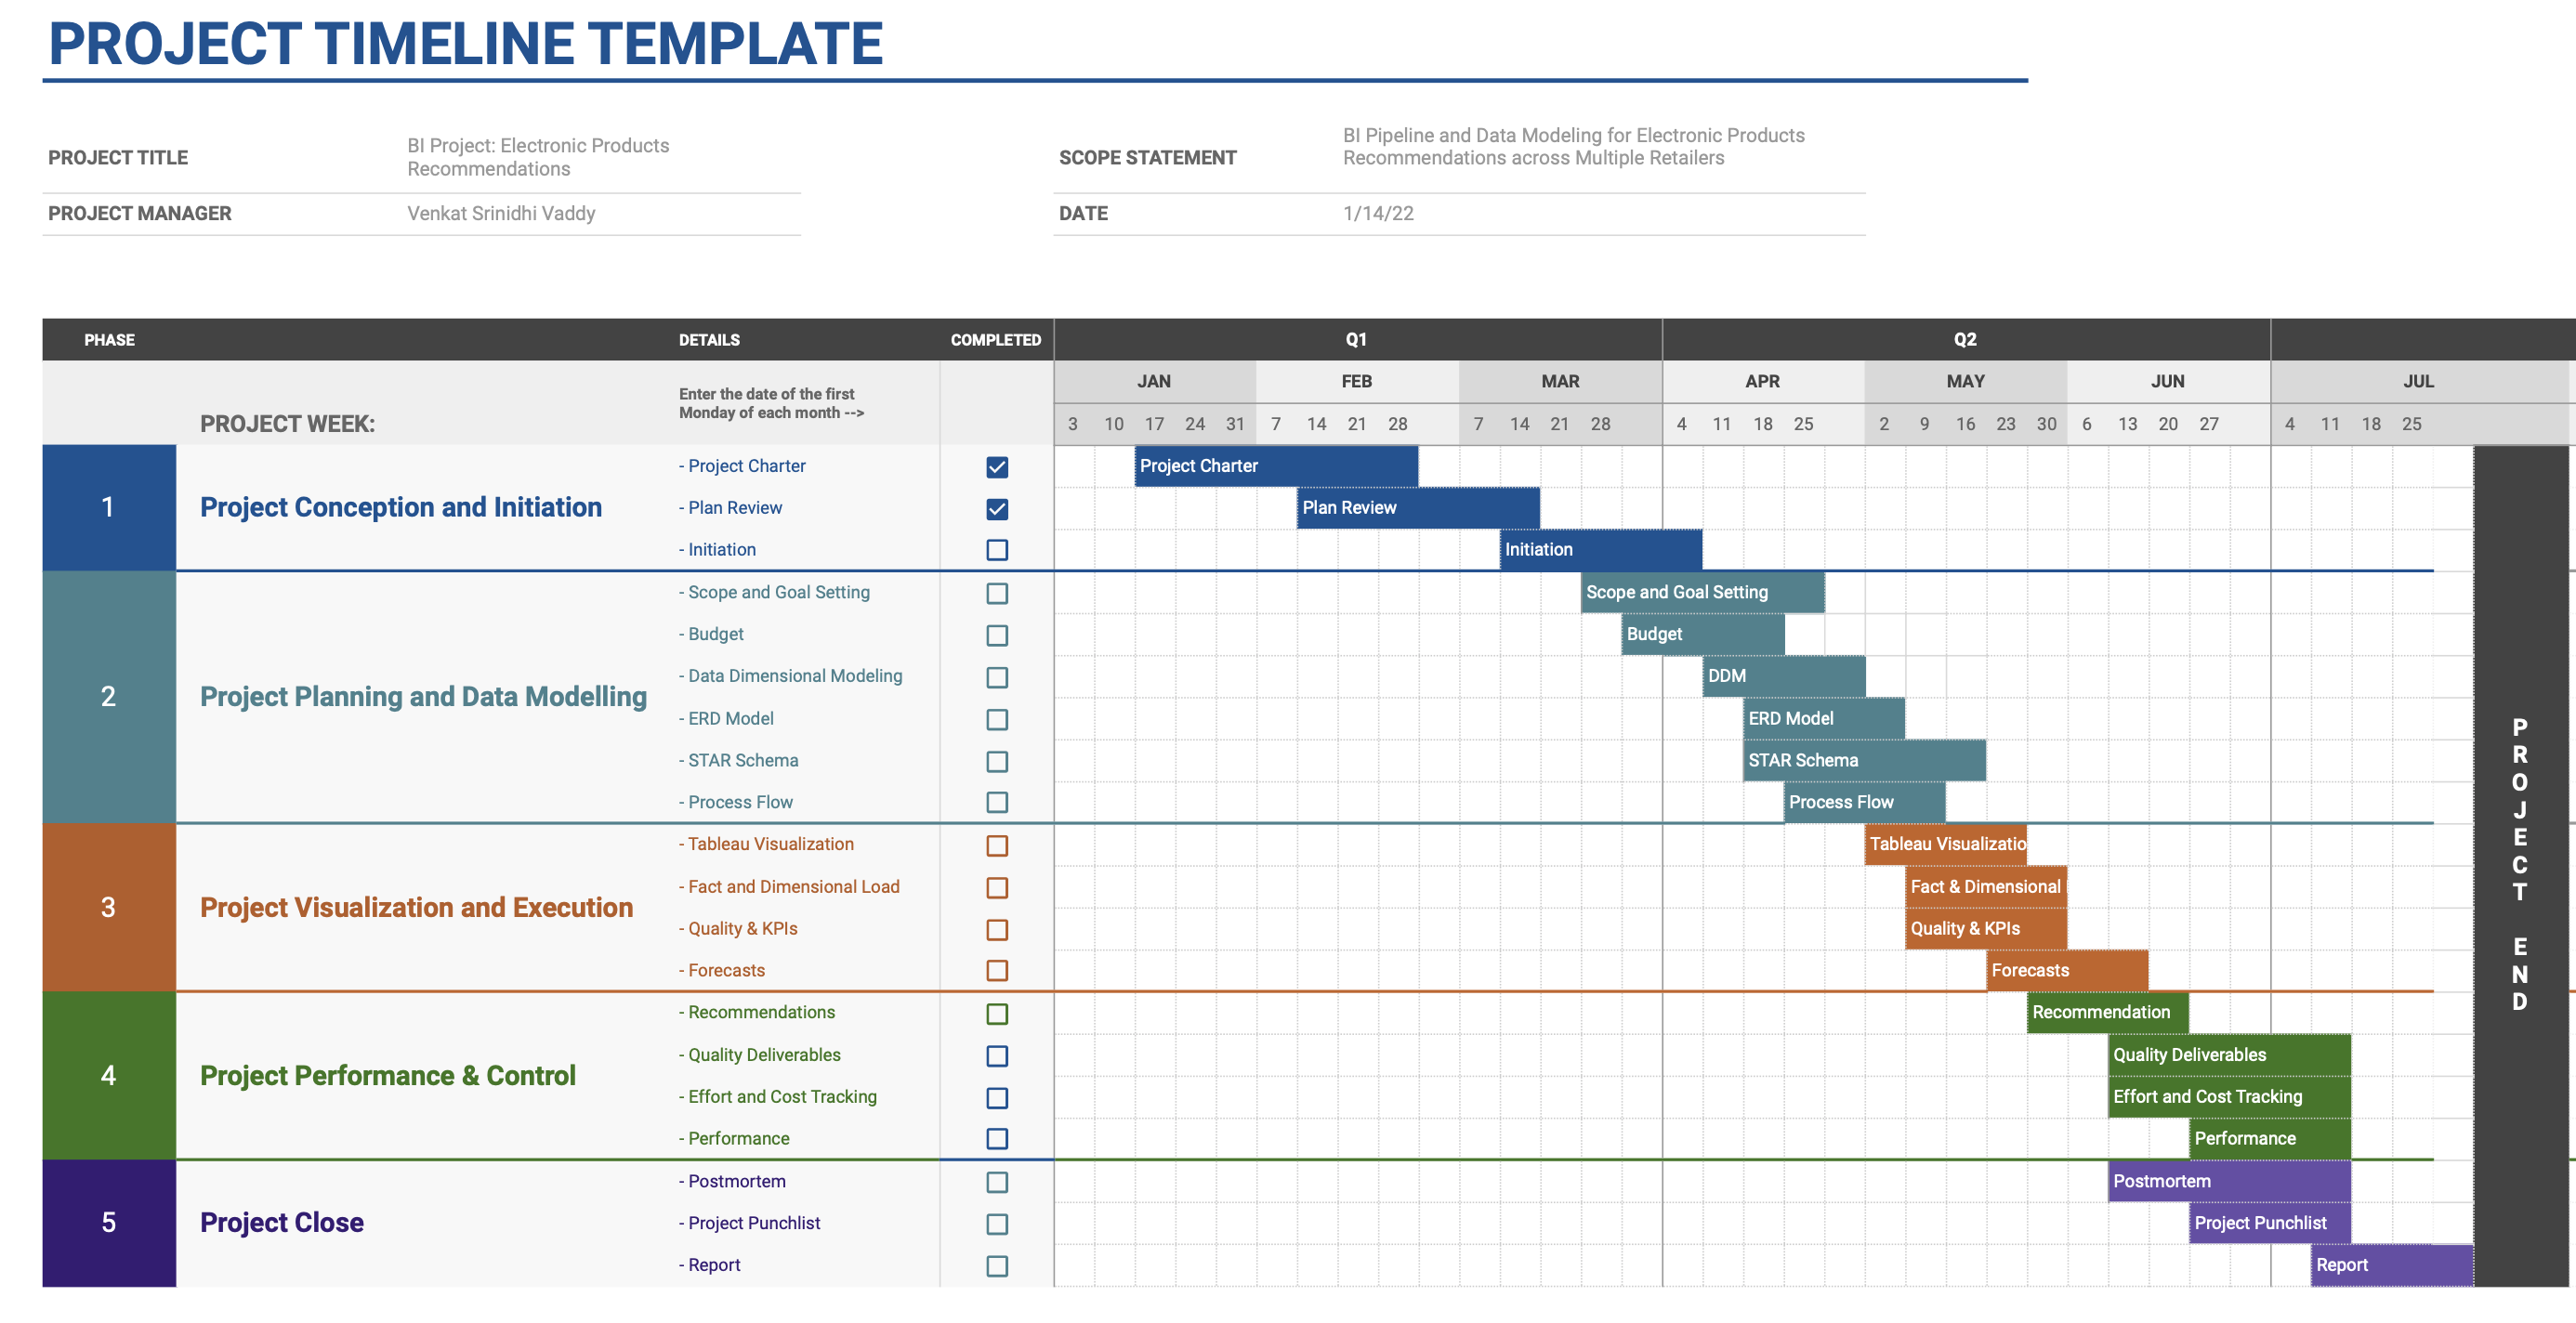 PROJECT TIMELINE TEMPLATE
PROJECT TITLE
BI Project: Electronic Products
Recommendations
SCOPE STATEMENT
BI Pipeline and Data Modeling for Electronic Products
Recommendations across Multiple Retailers
PROJECT MANAGER
Venkat Srinidhi Vaddy
DATE
1/14/22
PHASE DETAILS COMPLETED Q1 Q2
JAN FEB MAR APR MAY JUN JUL
Enter the date of the first
Monday of each month -->
PROJECT WEEK:
3 10 17 24 31 7 14 21 28 7 14 21 28 4 11 18 25 2 9 16 23 30 6 13 20 27 4 11 18 25
1
Project Conception and Initiation
- Project Charter Project Charter
- Plan Review Plan Review
- Initiation Initiation
2
Project Planning and Data Modelling
- Scope and Goal Setting Scope and Goal Setting
- Budget Budget
- Data Dimensional Modeling DDM
- ERD Model ERD Model
- STAR Schema STAR Schema
- Process Flow Process Flow
3
Project Visualization and Execution
- Tableau Visualization Tableau Visualizatio
- Fact and Dimensional Load Fact & Dimensional
- Quality & KPIs Quality & KPIs
- Forecasts Forecasts
4
Project Performance & Control
- Recommendations Recommendation
- Quality Deliverables Quality Deliverables
- Effort and Cost Tracking Effort and Cost Tracking
- Performance Performance
5
Project Close
- Postmortem Postmortem
- Project Punchlist Project Punchlist
- Report Report
PROJECT END